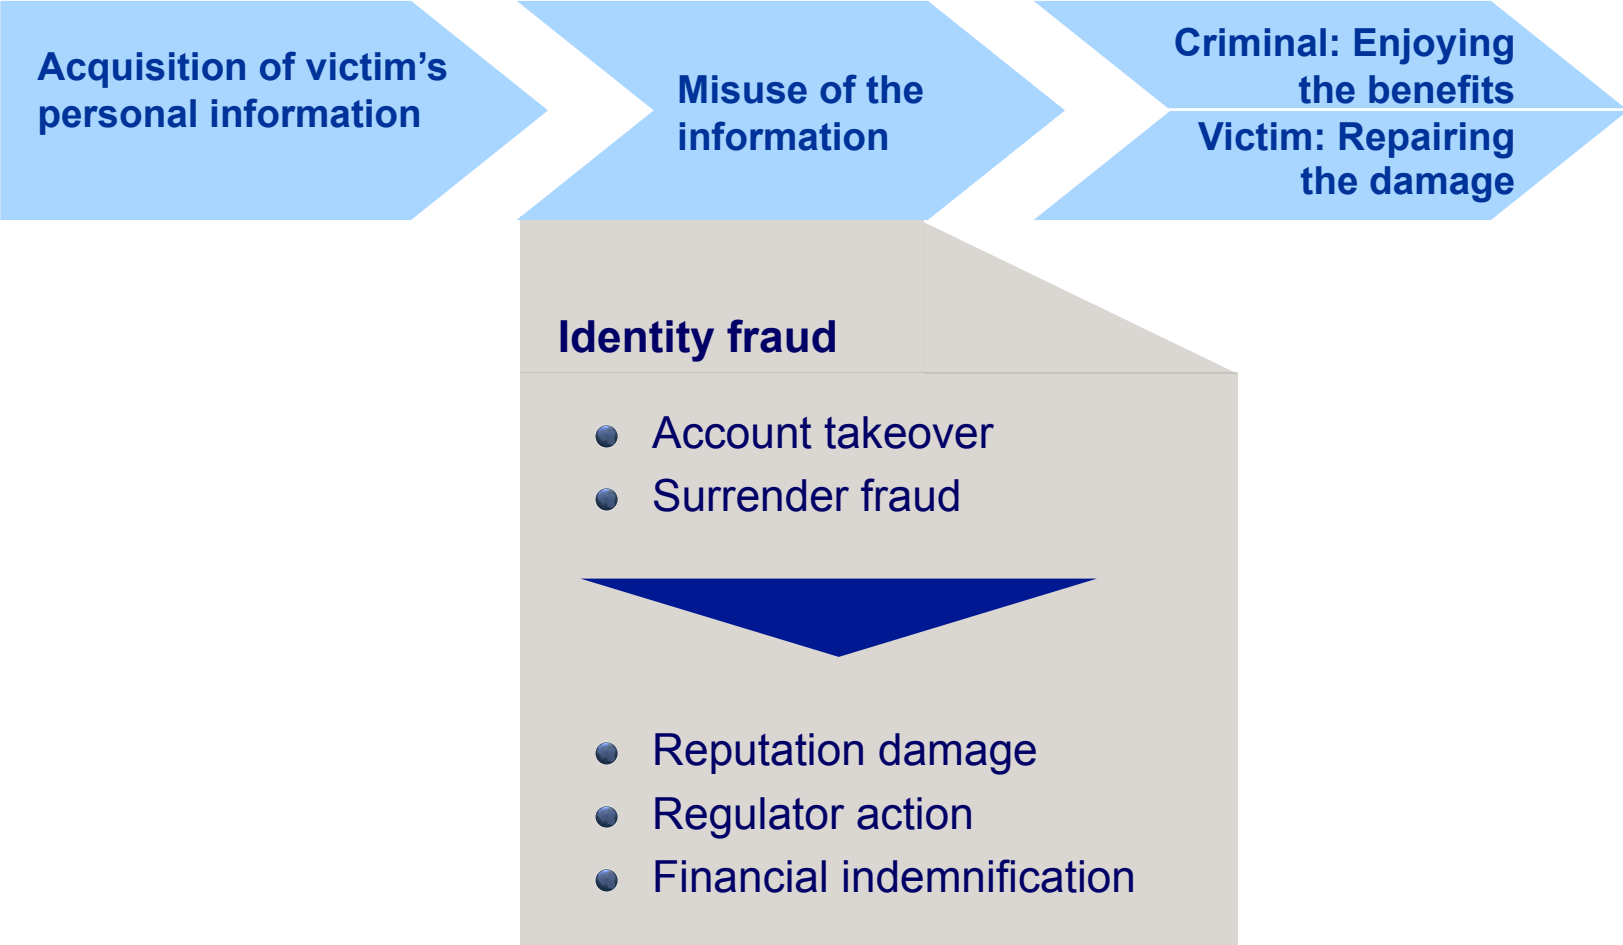 Acquisition of victim’s
personal information
Misuse of the
information
Criminal: Enjoying
the benefits
Victim: Repairing
the damage
Identity fraud
Account takeover
Surrender fraud
Reputation damage
Regulator action
Financial indemnification